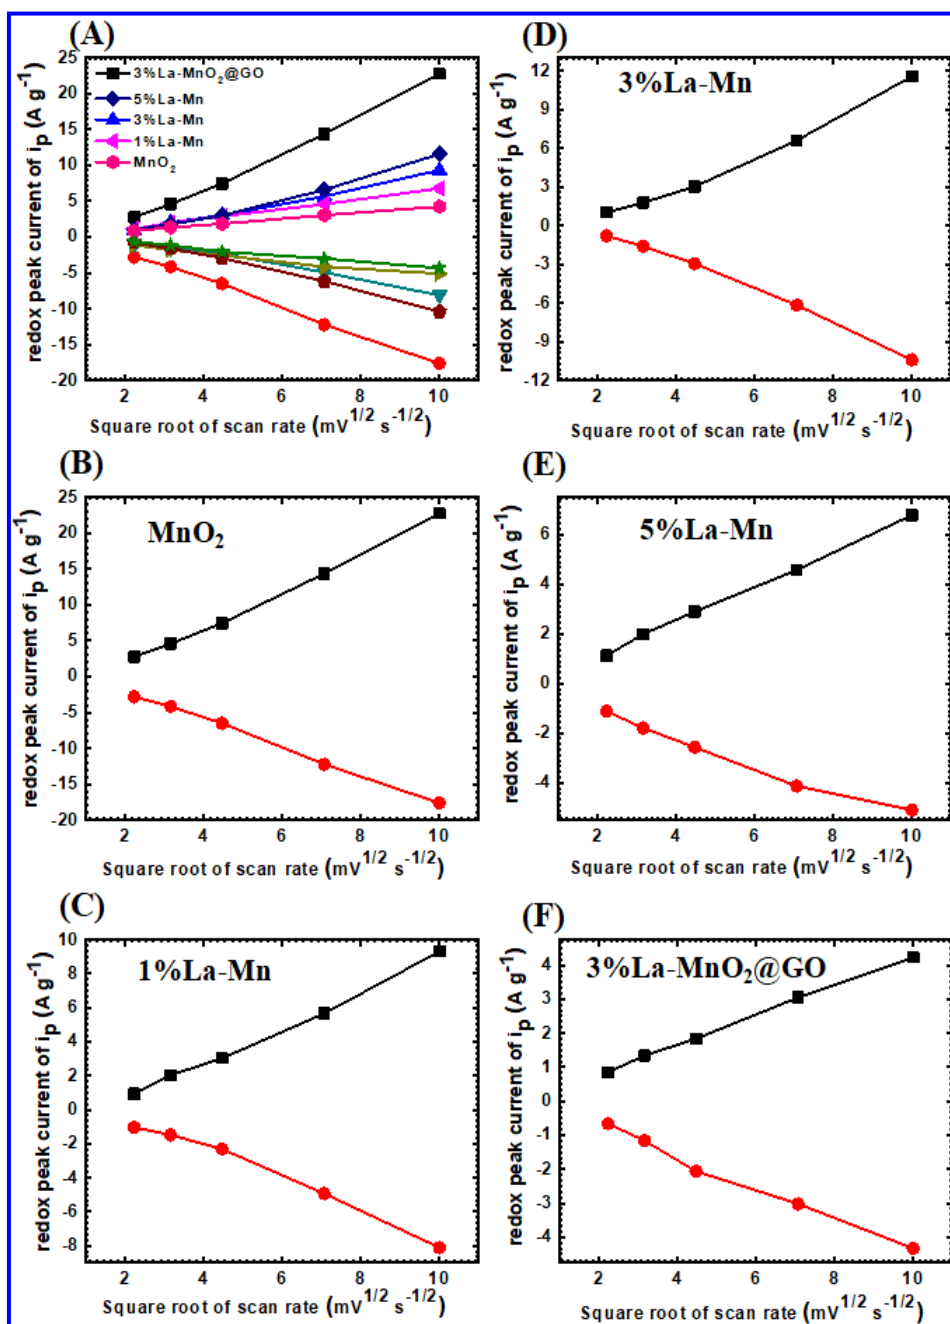 (A)
25
20
15
10
5
0
-5
-10
-15
-20
redox peak current of iₚ (A g⁻¹)
3%La-MnO₂@GO
5%La-Mn
3%La-Mn
1%La-Mn
MnO₂
2 4 6 8 10
Square root of scan rate (mV¹/² s⁻¹/²)
(B)
25
20
15
10
5
0
-5
-10
-15
-20
redox peak current of iₚ (A g⁻¹)
MnO₂
2 4 6 8 10
Square root of scan rate (mV¹/² s⁻¹/²)
(C)
10
8
6
4
2
0
-2
-4
-6
-8
redox peak current of iₚ (A g⁻¹)
1%La-Mn
2 4 6 8 10
Square root of scan rate (mV¹/² s⁻¹/²)
(D)
12
9
6
3
0
-3
-6
-9
-12
redox peak current of iₚ (A g⁻¹)
3%La-Mn
2 4 6 8 10
Square root of scan rate (mV¹/² s⁻¹/²)
(E)
6
4
2
0
-2
-4
redox peak current of iₚ (A g⁻¹)
5%La-Mn
2 4 6 8 10
Square root of scan rate (mV¹/² s⁻¹/²)
(F)
4
3
2
1
0
-1
-2
-3
-4
redox peak current of iₚ (A g⁻¹)
3%La-MnO₂@GO
2 4 6 8 10
Square root of scan rate (mV¹/² s⁻¹/²)